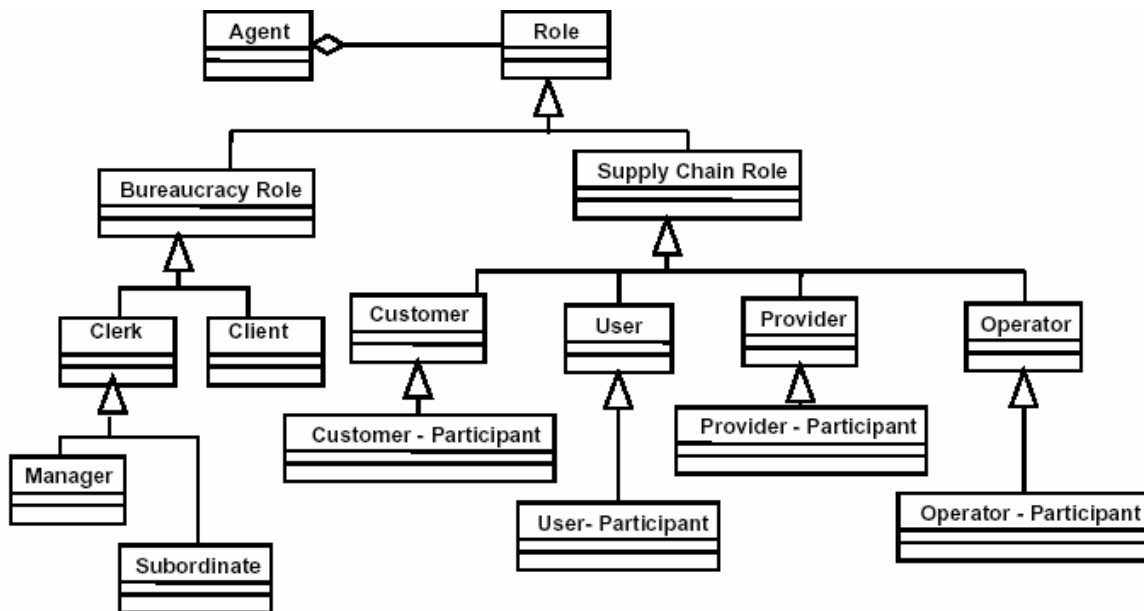 Agent
Role
Bureaucracy Role
Supply Chain Role
Clerk
Client
Customer
User
Provider
Operator
Customer - Participant
Provider - Participant
Manager
User- Participant
Operator - Participant
Subordinate